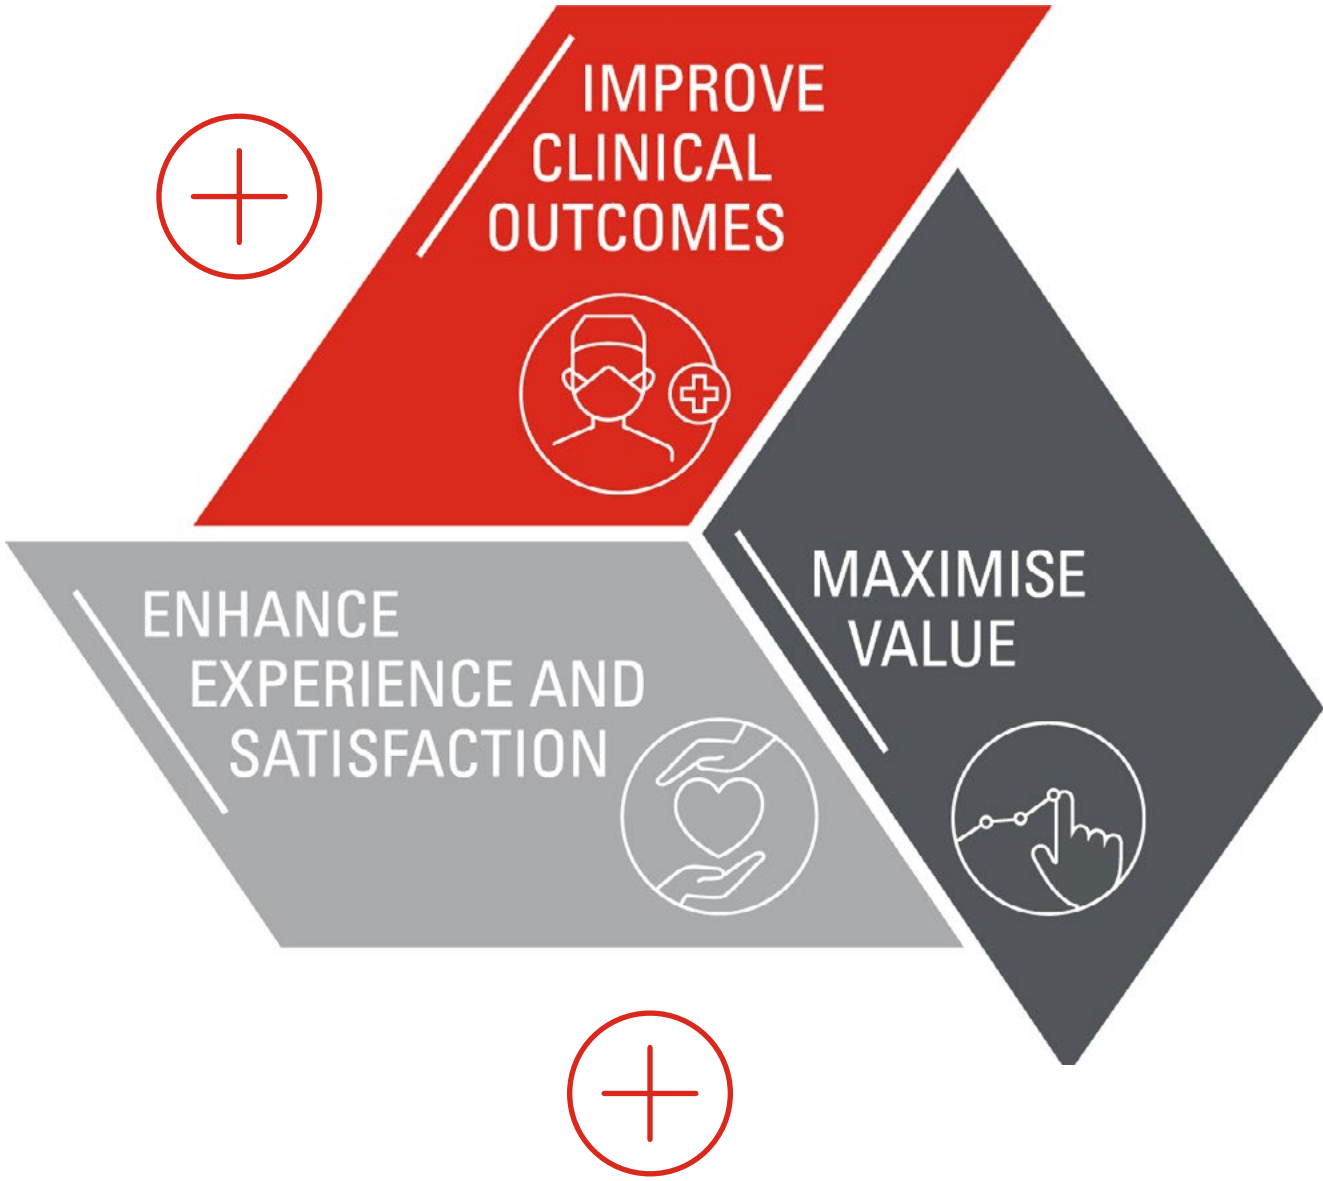 IMPROVE
CLINICAL
OUTCOMES
MAXIMISE
VALUE
ENHANCE
EXPERIENCE AND
SATISFACTION